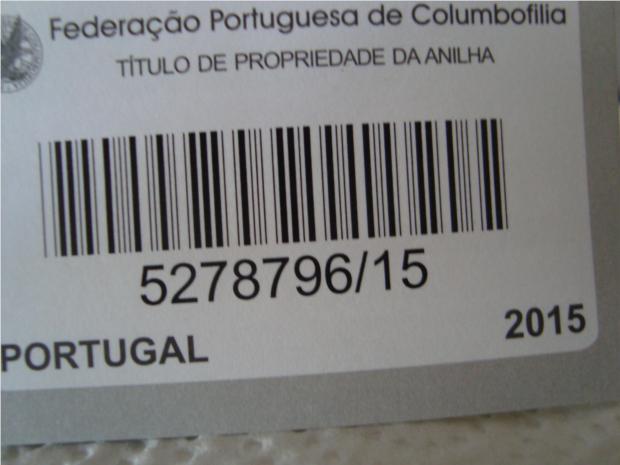 Federação Portuguesa de Columbofilia
TÍTULO DE PROPRIEDADE DA ANILHA
5278796/15
PORTUGAL
2015